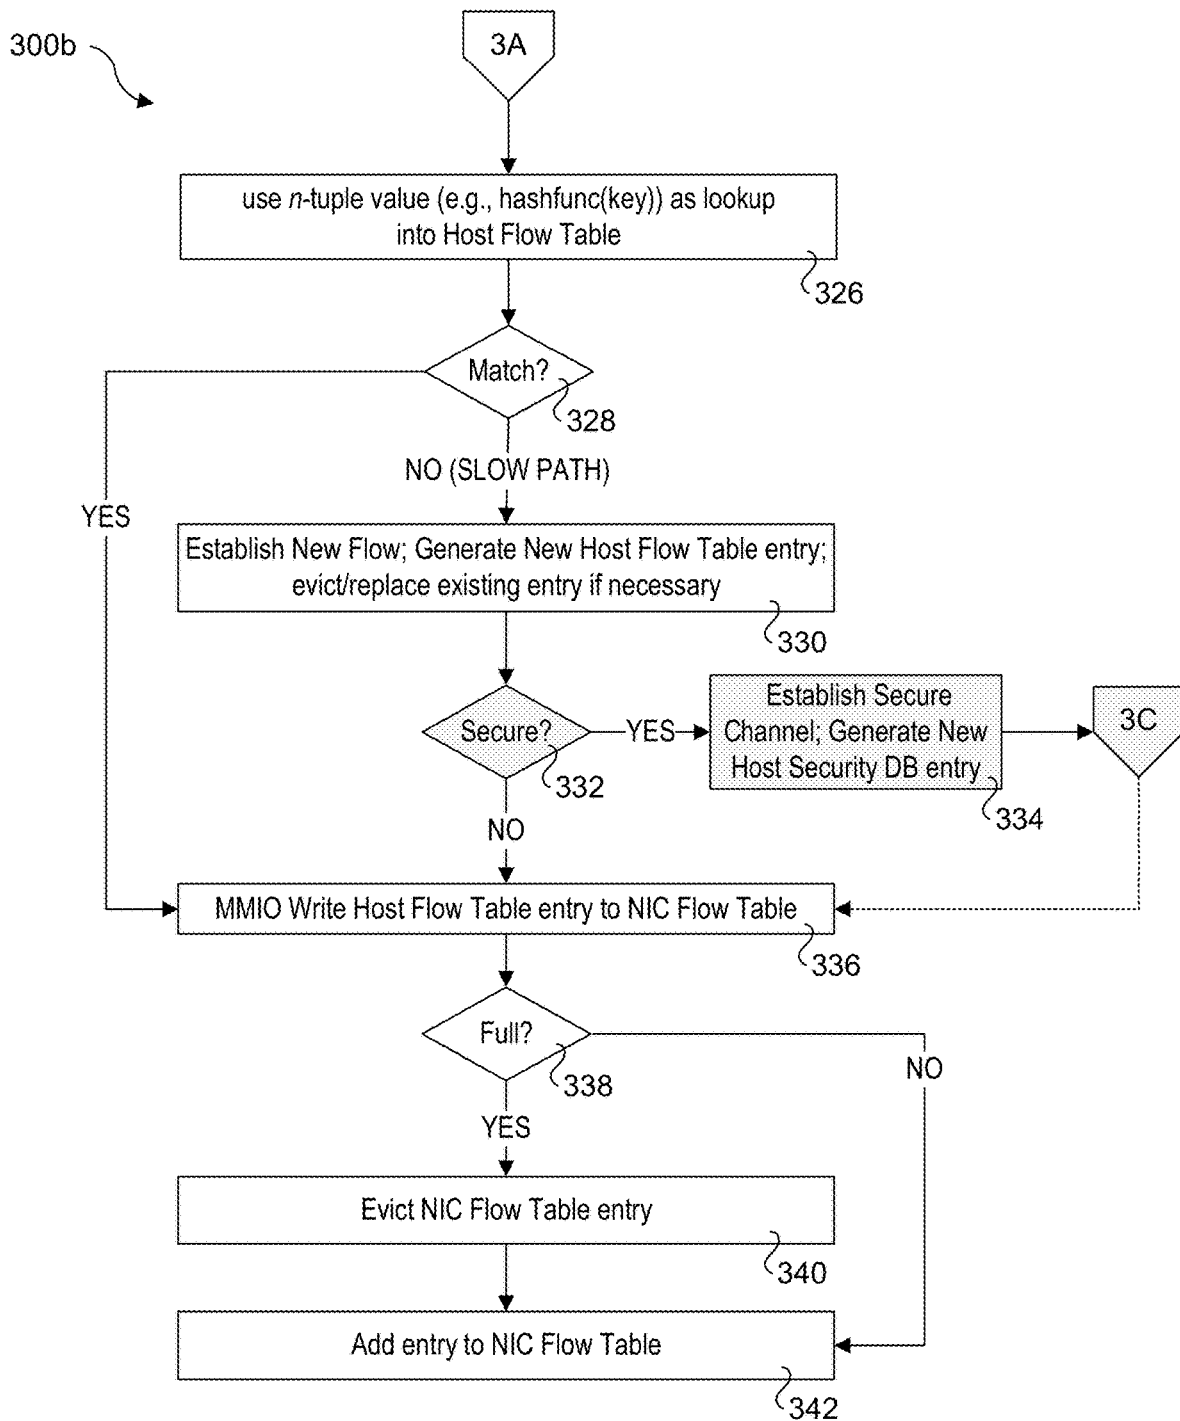 300b
3A
use n-tuple value (e.g., hashfunc(key)) as lookup
into Host Flow Table
326
Match?
328
NO (SLOW PATH)
YES
Establish New Flow; Generate New Host Flow Table entry;
evict/replace existing entry if necessary
330
Secure?
332
YES
Establish Secure
Channel; Generate New
Host Security DB entry
334
3C
NO
MMIO Write Host Flow Table entry to NIC Flow Table
336
Full?
338
NO
YES
Evict NIC Flow Table entry
340
Add entry to NIC Flow Table
342